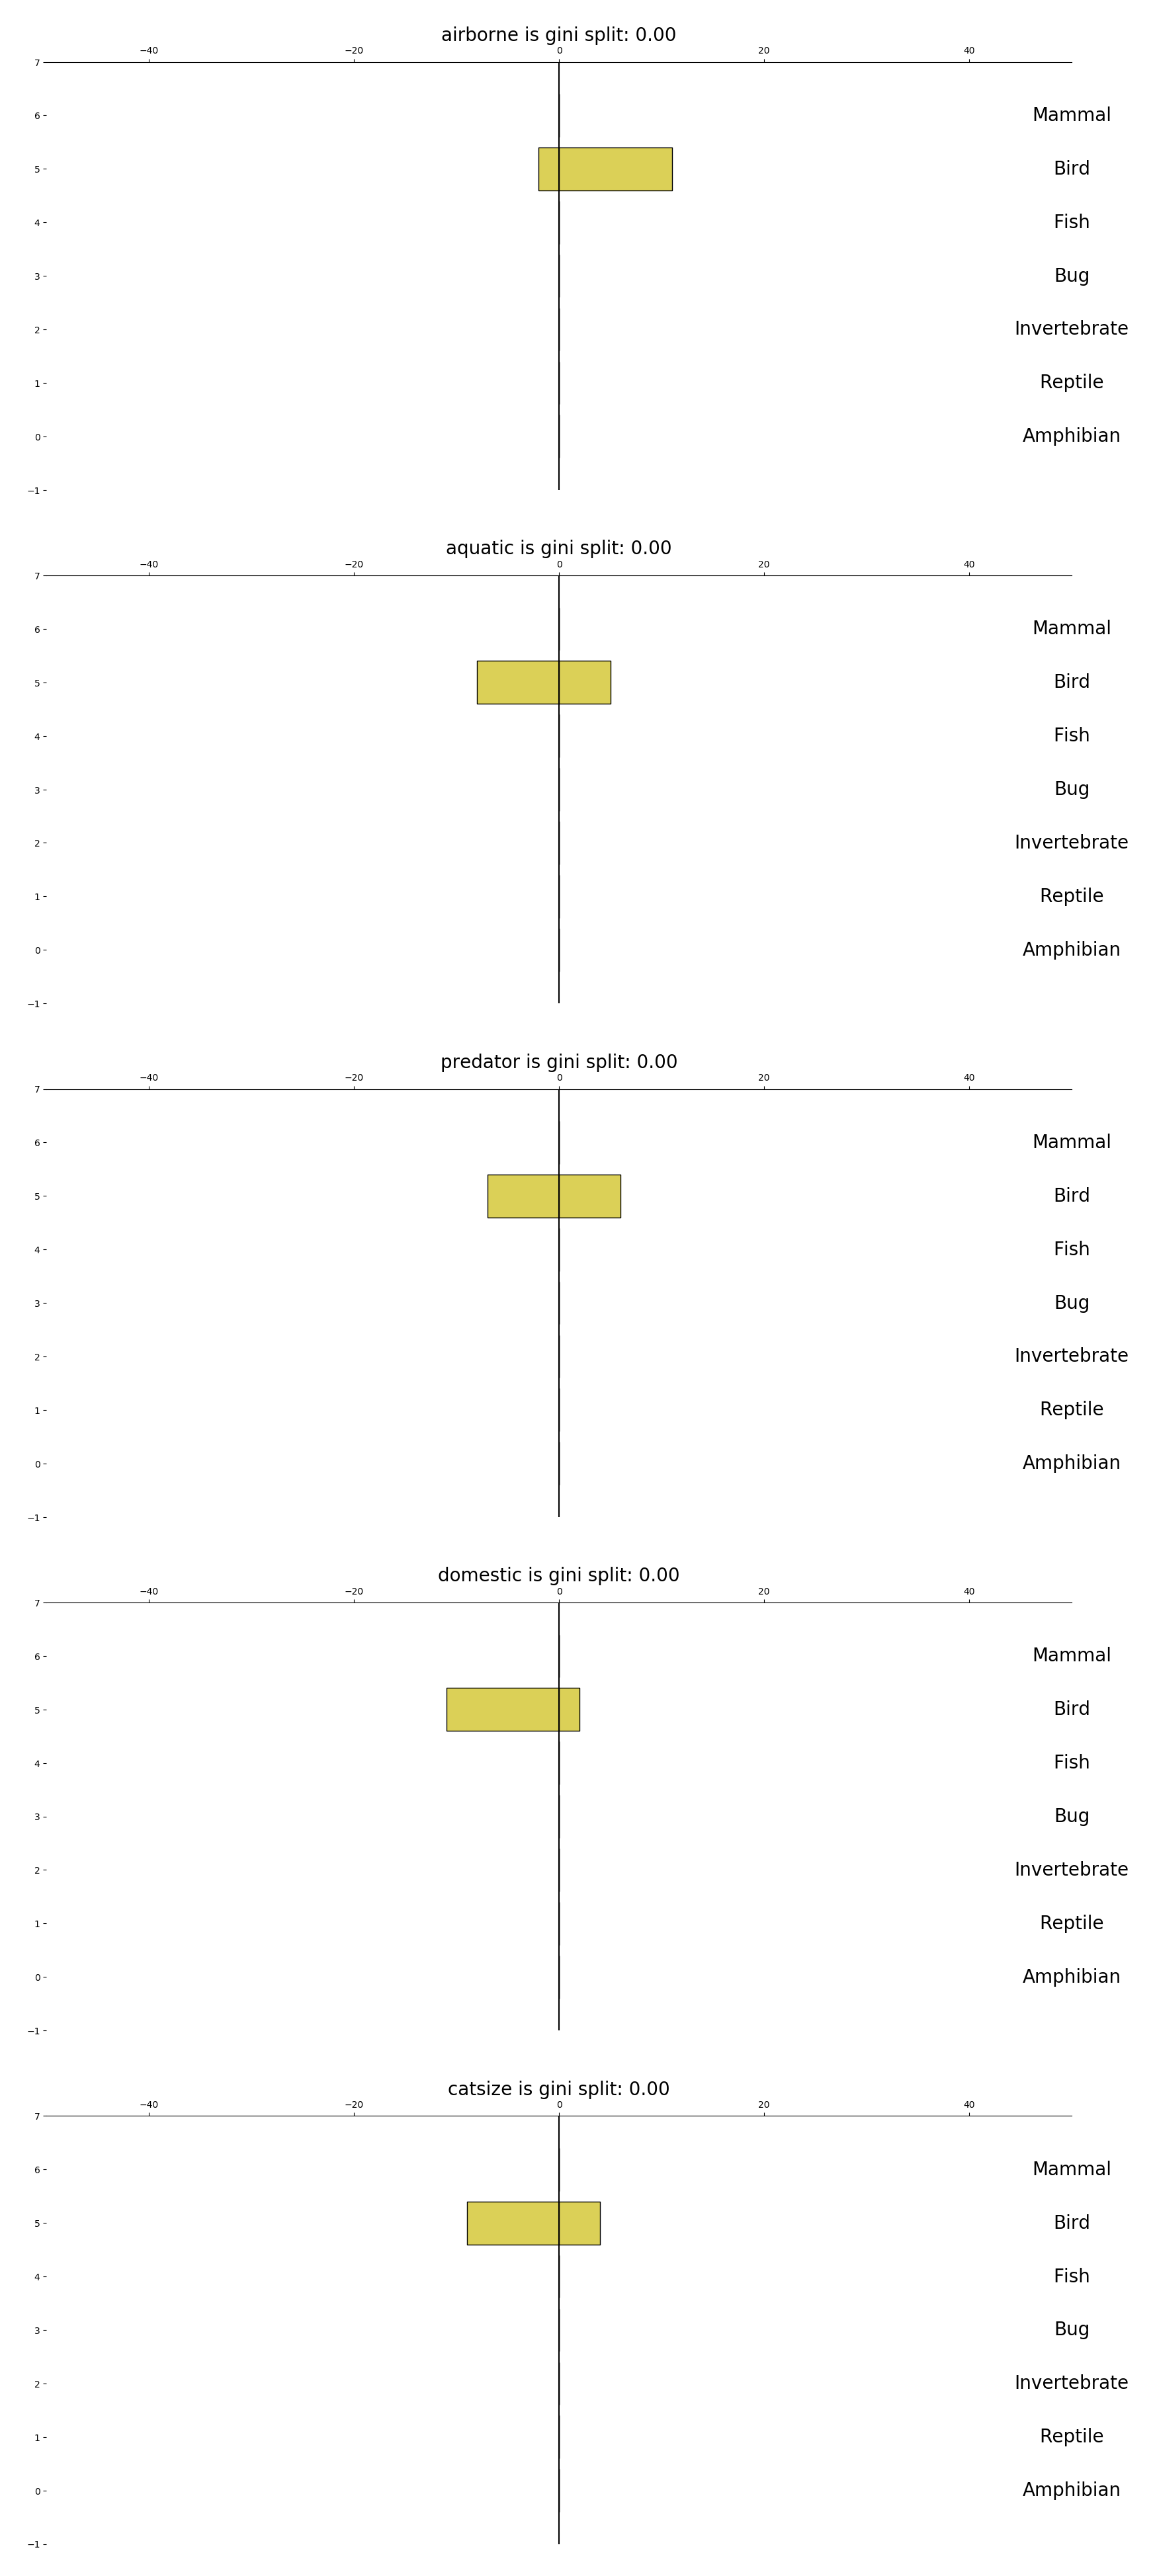 airborne is gini split: 0.00
−40 −20 0 20 40
7
6 Mammal
5 Bird
4 Fish
3 Bug
2 Invertebrate
1 Reptile
0 Amphibian
−1
aquatic is gini split: 0.00
−40 −20 0 20 40
7
6 Mammal
5 Bird
4 Fish
3 Bug
2 Invertebrate
1 Reptile
0 Amphibian
−1
predator is gini split: 0.00
−40 −20 0 20 40
7
6 Mammal
5 Bird
4 Fish
3 Bug
2 Invertebrate
1 Reptile
0 Amphibian
−1
domestic is gini split: 0.00
−40 −20 0 20 40
7
6 Mammal
5 Bird
4 Fish
3 Bug
2 Invertebrate
1 Reptile
0 Amphibian
−1
catsize is gini split: 0.00
−40 −20 0 20 40
7
6 Mammal
5 Bird
4 Fish
3 Bug
2 Invertebrate
1 Reptile
0 Amphibian
−1